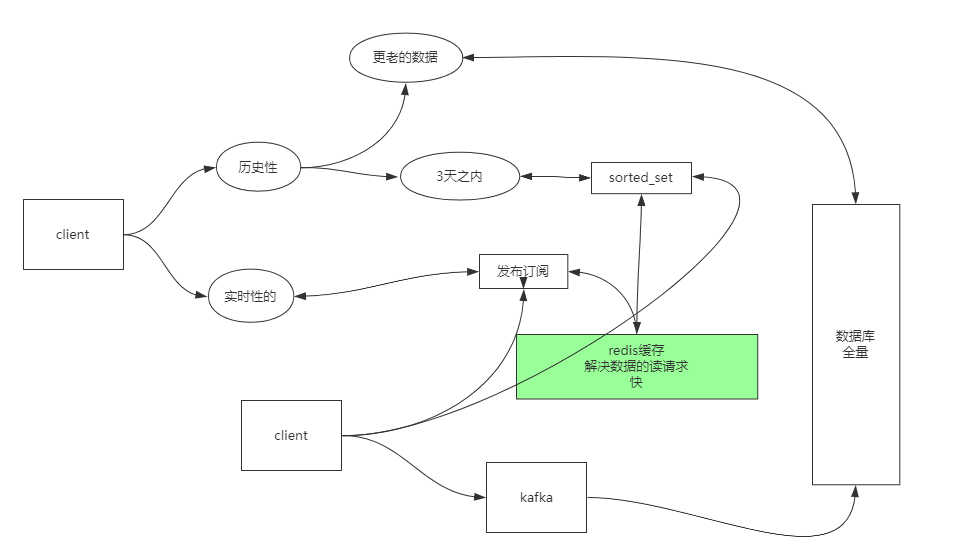 更老的数据
历史性
3天之内
sorted_set
client
实时性的
发布订阅
redis缓存
解决数据的读请求
快
数据库
全量
client
kafka